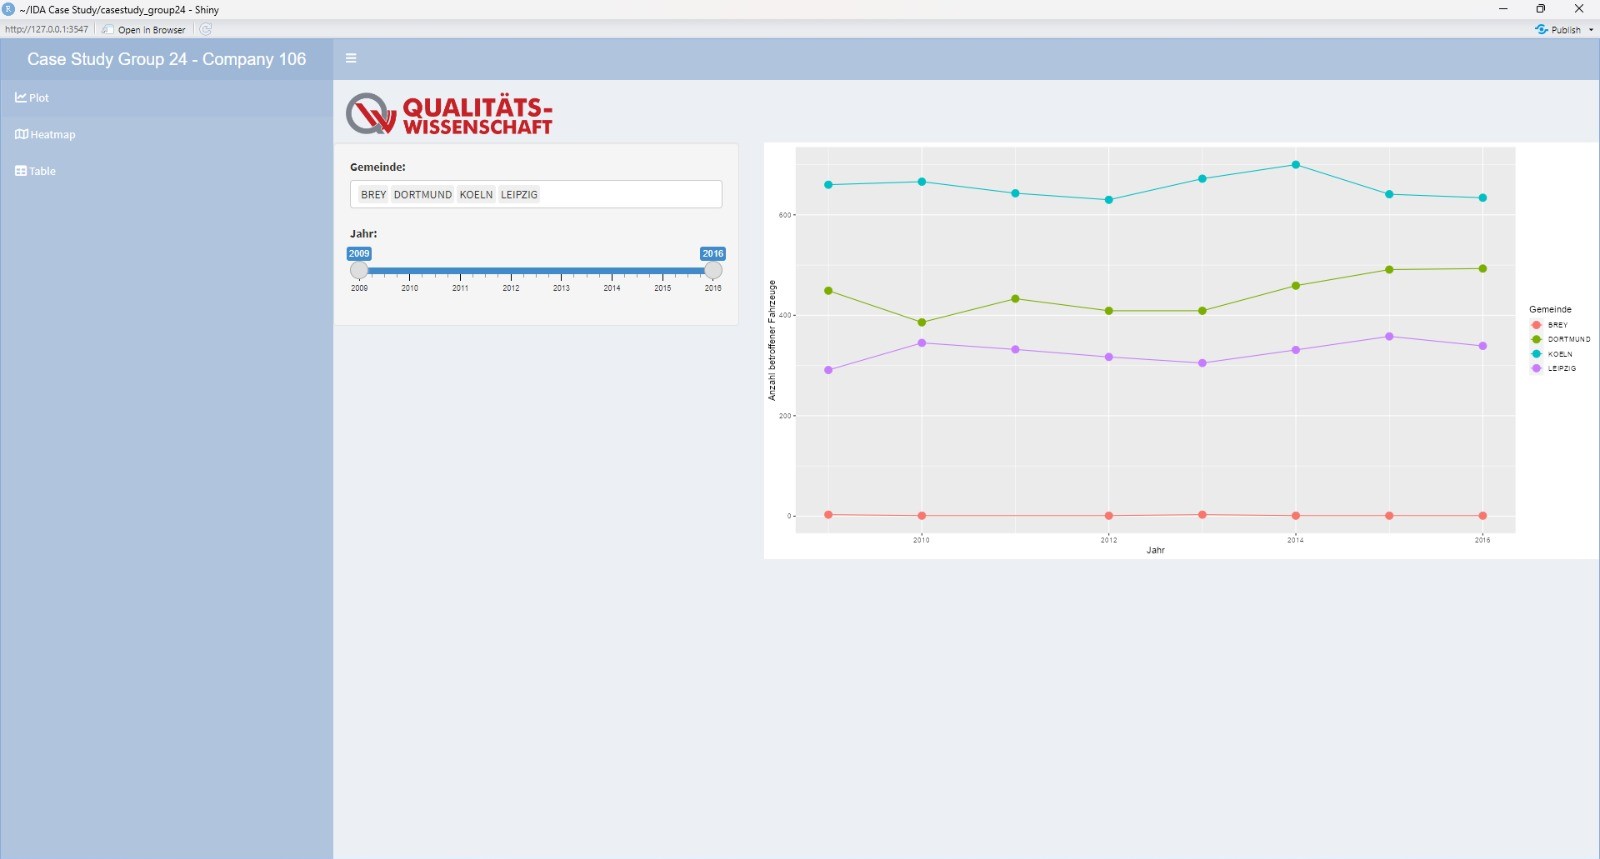 ~/IDA Case Study/casestudy_group24 - Shiny
http://127.0.0.1:3547
Open in Browser
Publish
Case Study Group 24 - Company 106
Plot
Heatmap
Table
QUALITÄTS-
WISSENSCHAFT
Gemeinde:
BREY DORTMUND KOELN LEIPZIG
Jahr:
2009 2016
2009 2010 2011 2012 2013 2014 2015 2016
Anzahl betroffener Fahrzeuge
600
400
200
0
2010 2012 2014 2016
Jahr
Gemeinde
BREY
DORTMUND
KOELN
LEIPZIG